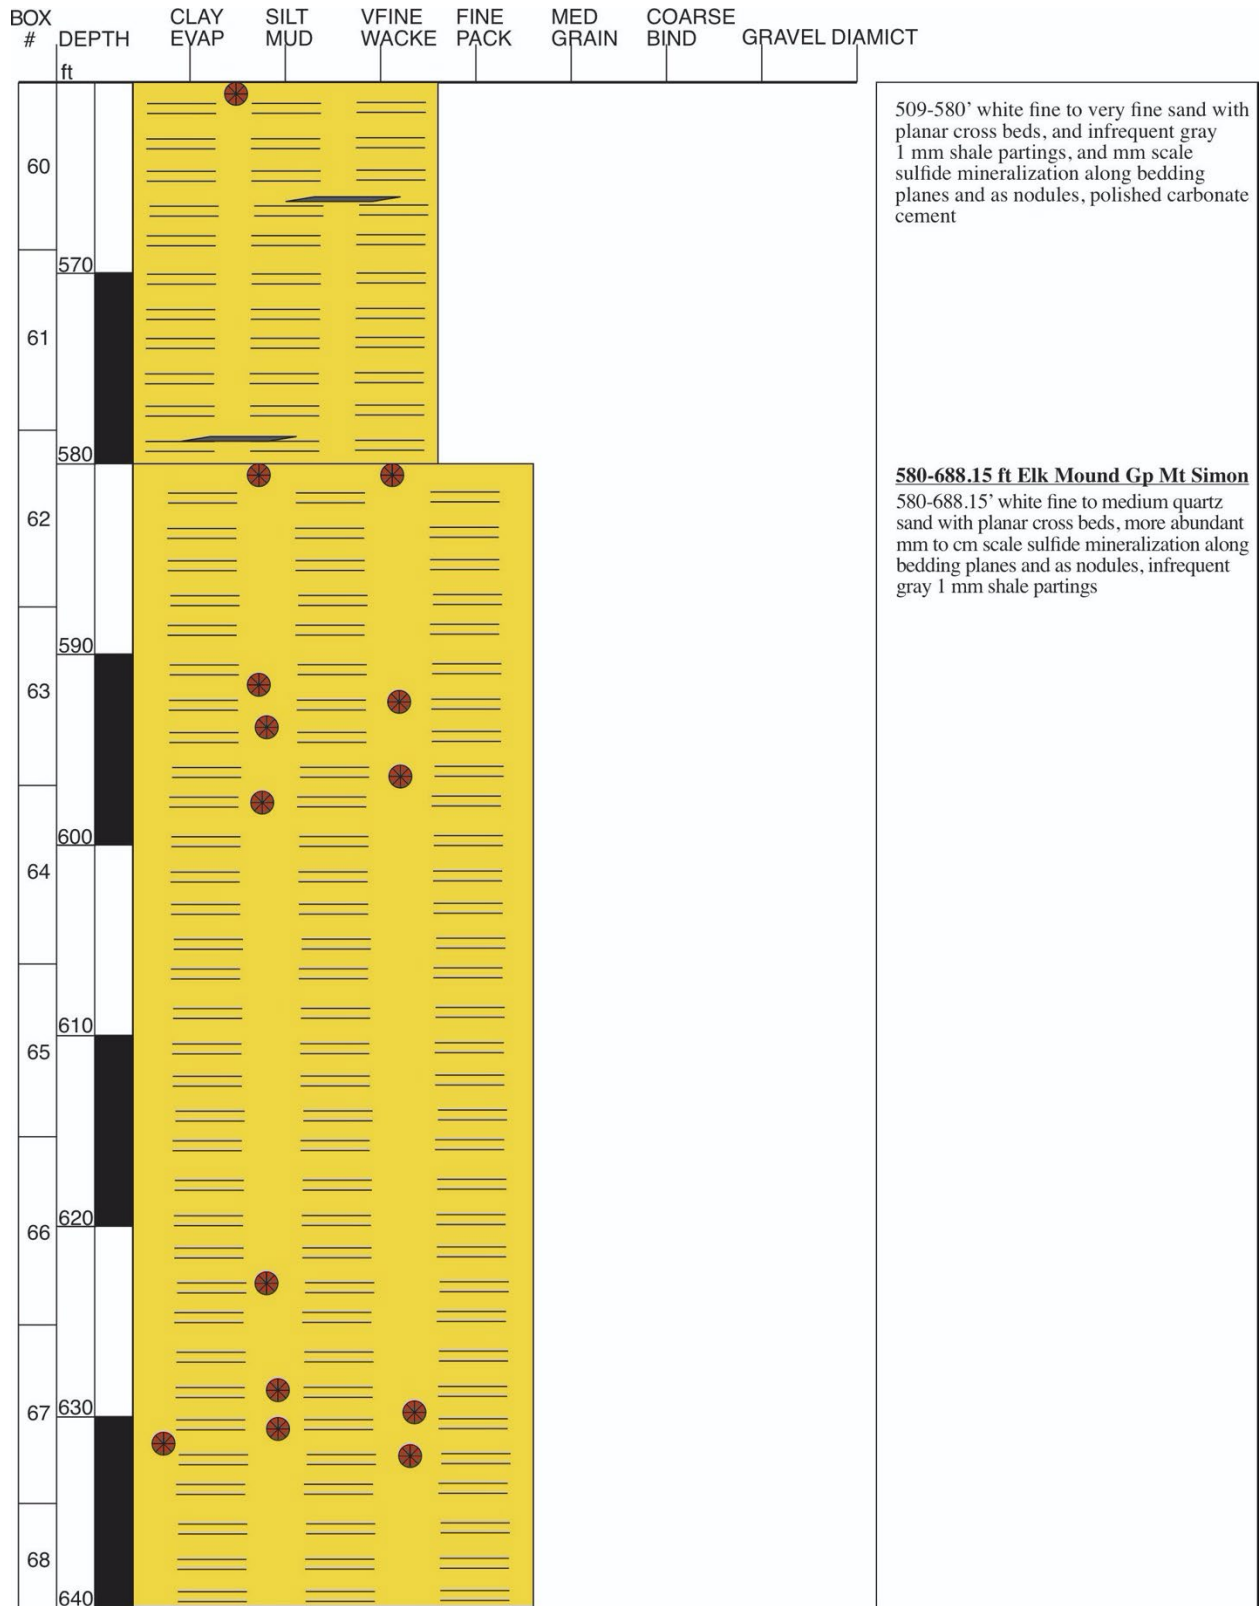 BOX CLAY SILT VFINE FINE MED COARSE
# DEPTH EVAP MUD WACKE PACK GRAIN BIND GRAVEL DIAMICT
ft
509-580’ white fine to very fine sand with
planar cross beds, and infrequent gray
1 mm shale partings, and mm scale
sulfide mineralization along bedding
planes and as nodules, polished carbonate
cement
60
570
61
580
580-688.15 ft Elk Mound Gp Mt Simon
580-688.15’ white fine to medium quartz
sand with planar cross beds, more abundant
mm to cm scale sulfide mineralization along
bedding planes and as nodules, infrequent
gray 1 mm shale partings
62
590
63
600
64
610
65
620
66
630
67
68
640